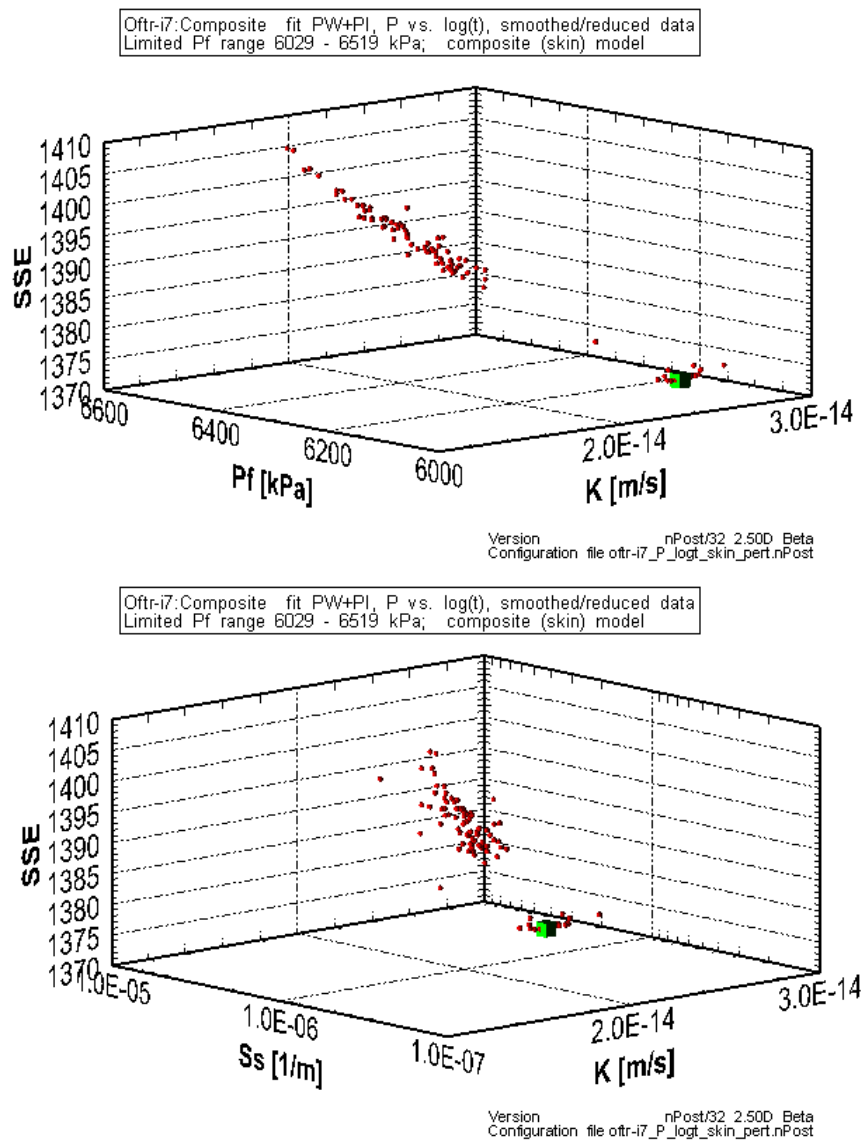 Oftr-i7:Composite fit PW+PI, P vs. log(t), smoothed/reduced data
Limited Pf range 6029 - 6519 kPa; composite (skin) model
1410
1405
1400
1395
1390
1385
1380
1375
1370
SSE
6600
6400
6200
6000
Pf [kPa]
2.0E-14
3.0E-14
K [m/s]
Version nPost/32 2.50D Beta
Configuration file oftr-i7_P_logt_skin_pert.nPost
Oftr-i7:Composite fit PW+PI, P vs. log(t), smoothed/reduced data
Limited Pf range 6029 - 6519 kPa; composite (skin) model
1410
1405
1400
1395
1390
1385
1380
1375
1370
SSE
1.0E-05
1.0E-06
1.0E-07
Ss [1/m]
2.0E-14
3.0E-14
K [m/s]
Version nPost/32 2.50D Beta
Configuration file oftr-i7_P_logt_skin_pert.nPost